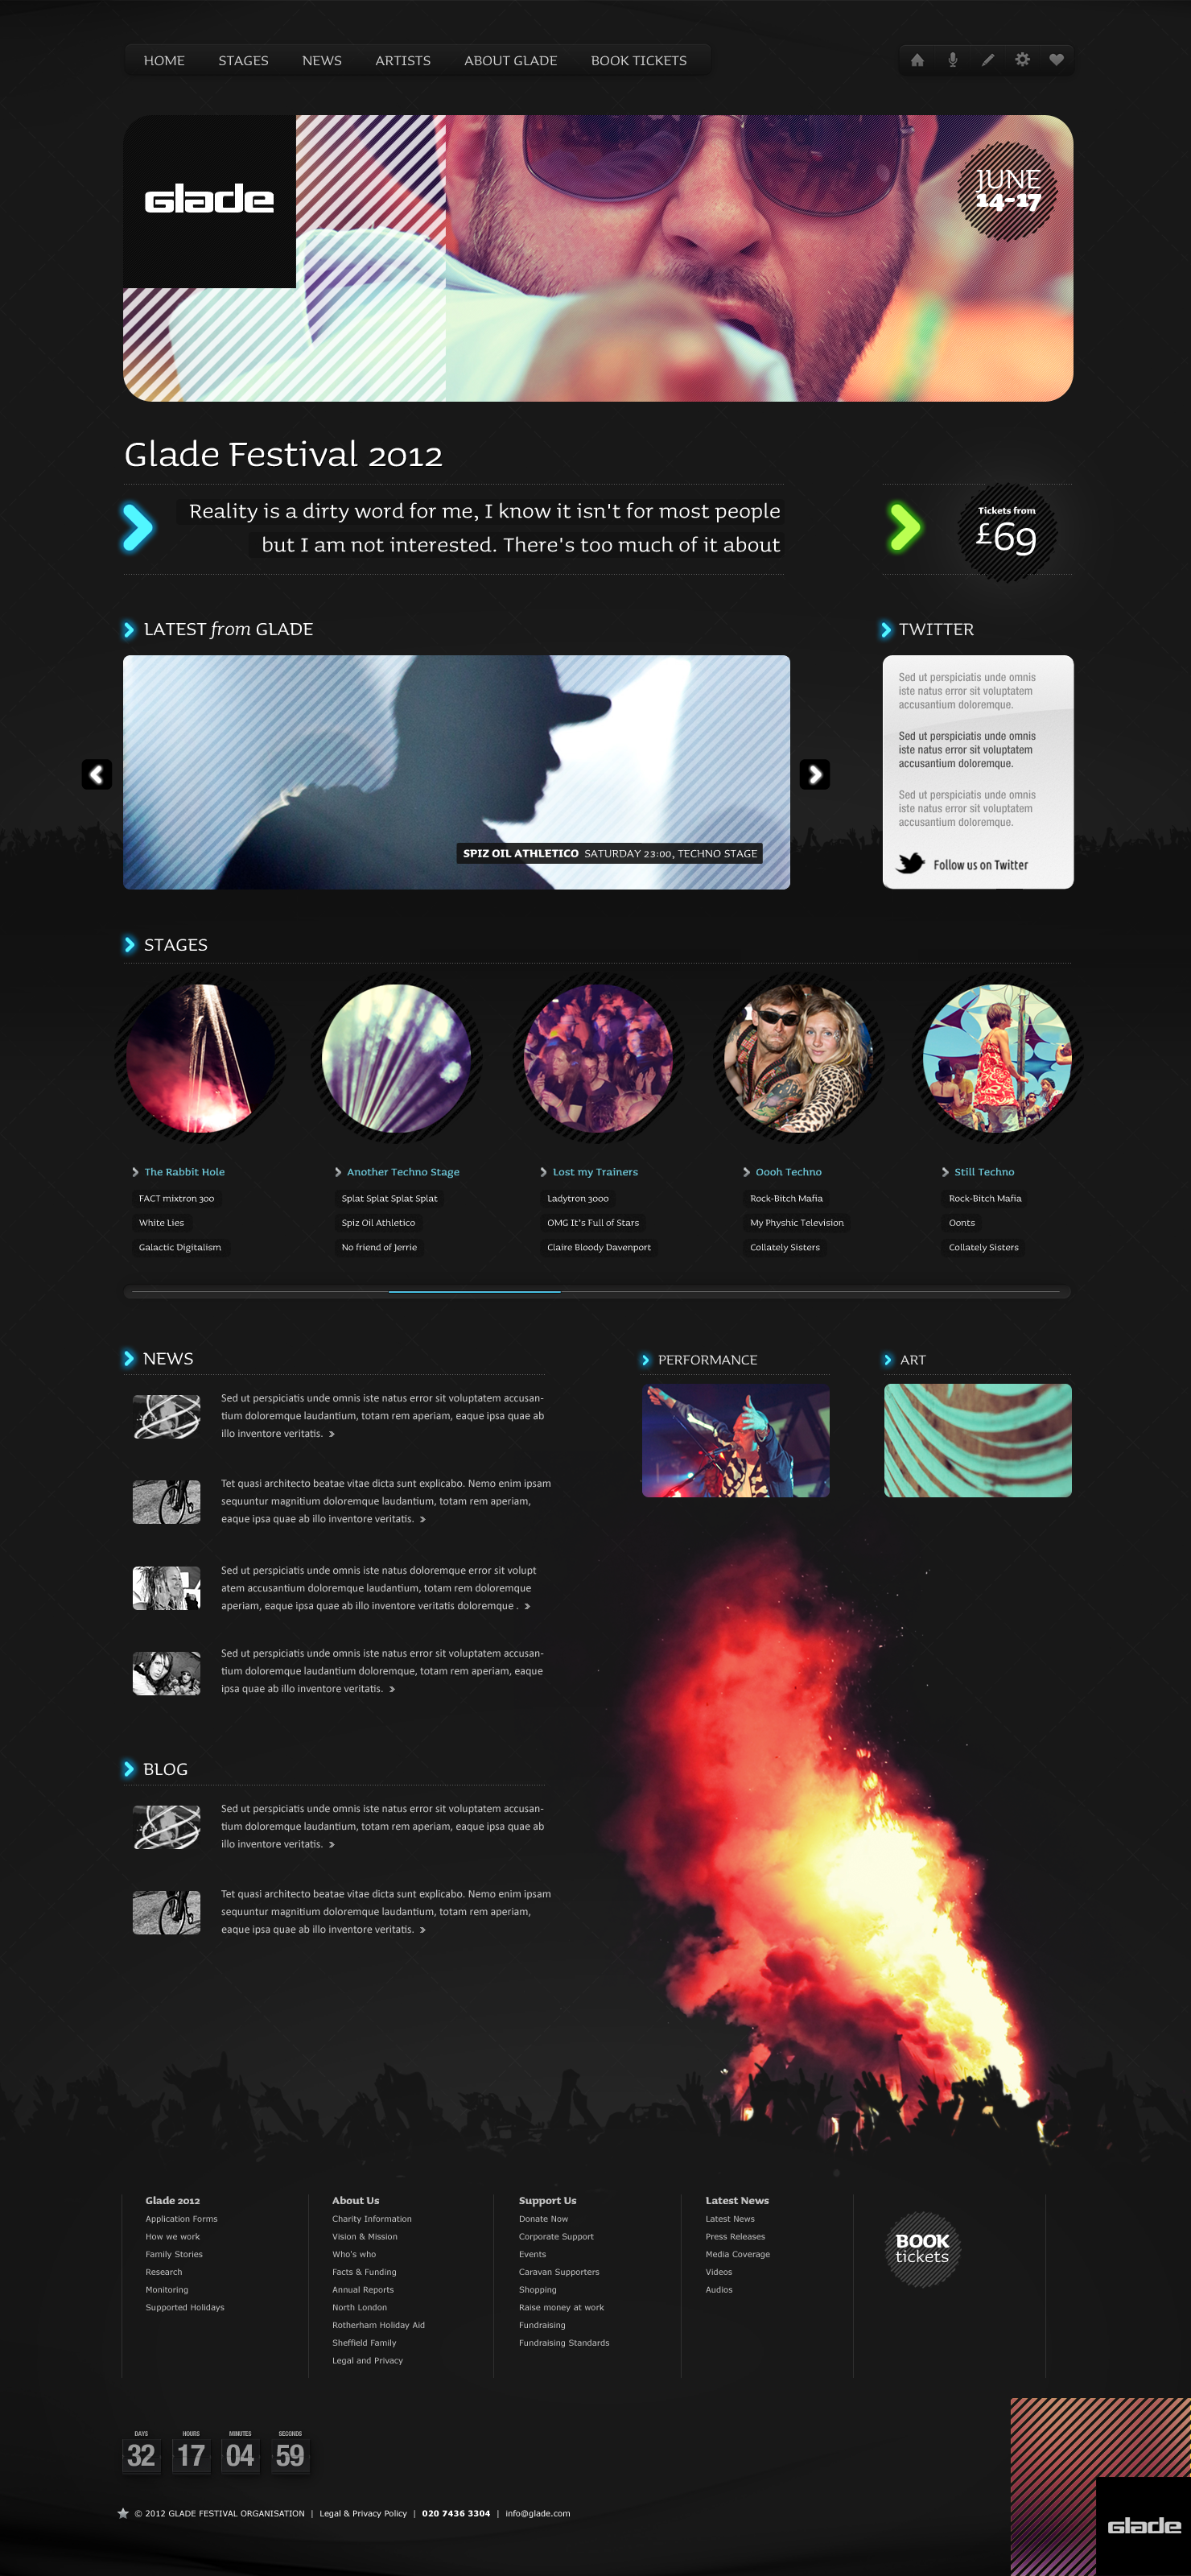 HOME STAGES NEWS ARTISTS ABOUT GLADE BOOK TICKETS
Glade
JUNE
14-17
Glade Festival 2012
Reality is a dirty word for me, I know it isn't for most people
but I am not interested. There's too much of it about
Tickets from
£69
LATEST from GLADE
SPIZ OIL ATHLETICO SATURDAY 23:00, TECHNO STAGE
TWITTER
Sed ut perspiciatis unde omnis
iste natus error sit voluptatem
accusantium doloremque.
Sed ut perspiciatis unde omnis
iste natus error sit voluptatem
accusantium doloremque.
Sed ut perspiciatis unde omnis
iste natus error sit voluptatem
accusantium doloremque.
Follow us on Twitter
STAGES
The Rabbit Hole
FACT mixtron 300
White Lies
Galactic Digitalism
Another Techno Stage
Splat Splat Splat Splat
Spiz Oil Athletico
No friend of Jerrie
Lost my Trainers
Ladytron 3000
OMG It's Full of Stars
Claire Bloody Davenport
Oooh Techno
Rock-Bitch Mafia
My Physhic Television
Collately Sisters
Still Techno
Rock-Bitch Mafia
Oonts
Collately Sisters
NEWS
Sed ut perspiciatis unde omnis iste natus error sit voluptatem accusan-
tium doloremque laudantium, totam rem aperiam, eaque ipsa quae ab
illo inventore veritatis.
Tet quasi architecto beatae vitae dicta sunt explicabo. Nemo enim ipsam
sequuntur magnitium doloremque laudantium, totam rem aperiam,
eaque ipsa quae ab illo inventore veritatis.
Sed ut perspiciatis unde omnis iste natus doloremque error sit volupt
atem accusantium doloremque laudantium, totam rem doloremque
aperiam, eaque ipsa quae ab illo inventore veritatis doloremque .
Sed ut perspiciatis unde omnis iste natus error sit voluptatem accusan-
tium doloremque laudantium doloremque, totam rem aperiam, eaque
ipsa quae ab illo inventore veritatis.
PERFORMANCE
ART
BLOG
Sed ut perspiciatis unde omnis iste natus error sit voluptatem accusan-
tium doloremque laudantium, totam rem aperiam, eaque ipsa quae ab
illo inventore veritatis.
Tet quasi architecto beatae vitae dicta sunt explicabo. Nemo enim ipsam
sequuntur magnitium doloremque laudantium, totam rem aperiam,
eaque ipsa quae ab illo inventore veritatis.
Glade 2012
Application Forms
How we work
Family Stories
Research
Monitoring
Supported Holidays
About Us
Charity Information
Vision & Mission
Who's who
Facts & Funding
Annual Reports
North London
Rotherham Holiday Aid
Sheffield Family
Legal and Privacy
Support Us
Donate Now
Corporate Support
Events
Caravan Supporters
Shopping
Raise money at work
Fundraising
Fundraising Standards
Latest News
Latest News
Press Releases
Media Coverage
Videos
Audios
BOOK
tickets
DAYS HOURS MINUTES SECONDS
32 17 04 59
© 2012 GLADE FESTIVAL ORGANISATION | Legal & Privacy Policy | 020 7436 3304 | info@glade.com
Glade